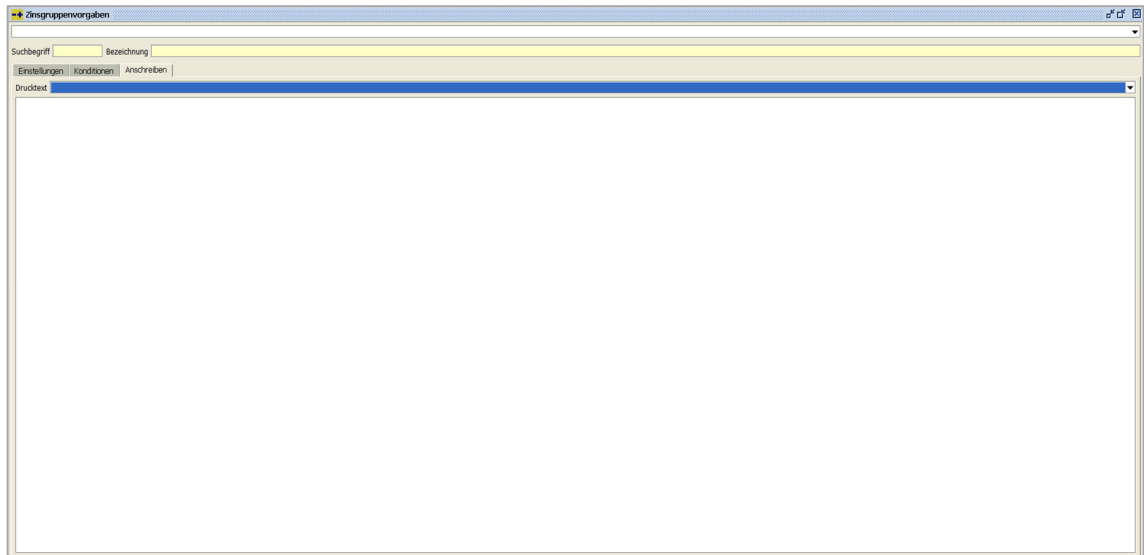 Zinsgruppenvorgaben
Suchbegriff Bezeichnung
Einstellungen Konditionen Anschreiben
Drucktext